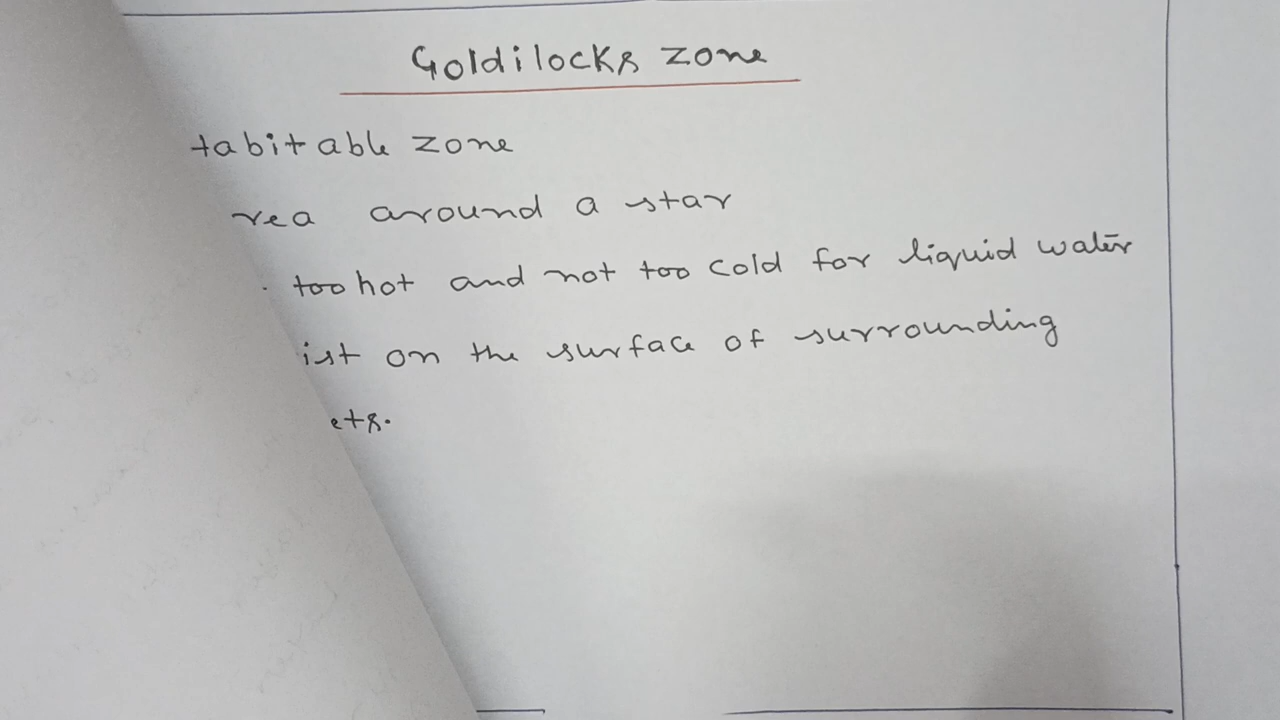 Goldilocks zone
Habitable zone
rea around a star
too hot and not too cold for liquid water
ist on the surface of surrounding
ets.